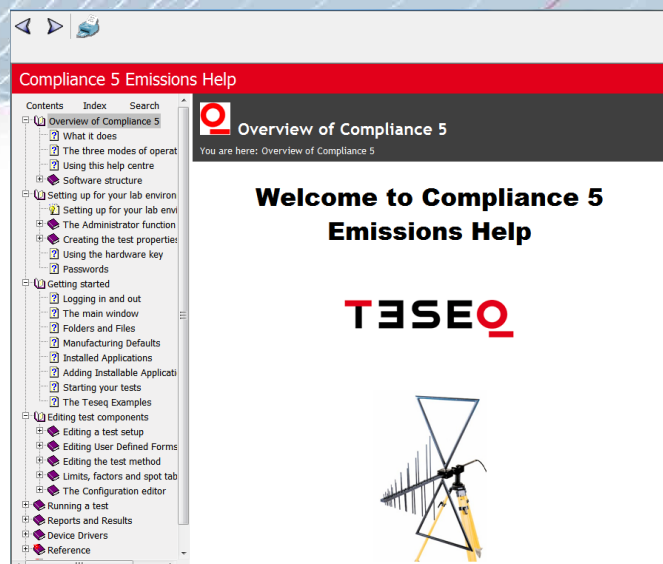 Compliance 5 Emissions Help
Contents Index Search
Overview of Compliance 5
What it does
The three modes of operat
Using this help centre
Software structure
Setting up for your lab environ
Setting up for your lab envi
The Administrator function
Creating the test properties
Using the hardware key
Passwords
Getting started
Logging in and out
The main window
Folders and Files
Manufacturing Defaults
Installed Applications
Adding Installable Applicati
Starting your tests
The Teseq Examples
Editing test components
Editing a test setup
Editing User Defined Forms
Editing the test method
Limits, factors and spot tab
The Configuration editor
Running a test
Reports and Results
Device Drivers
Reference
Overview of Compliance 5
You are here: Overview of Compliance 5
Welcome to Compliance 5
Emissions Help
TESEQ